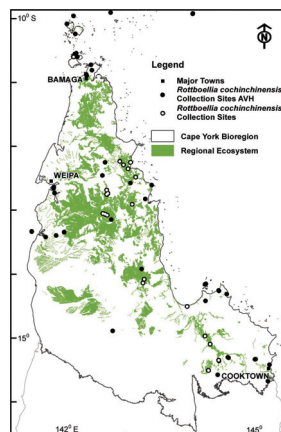 10°S
N
Legend
Major Towns
Rottboellia cochinchinensis
Collection Sites AVH
Rottboellia cochinchinensis
Collection Sites
Cape York Bioregion
Regional Ecosystem
BAMAGA
WEIPA
15°
COOKTOWN
142°E
145°